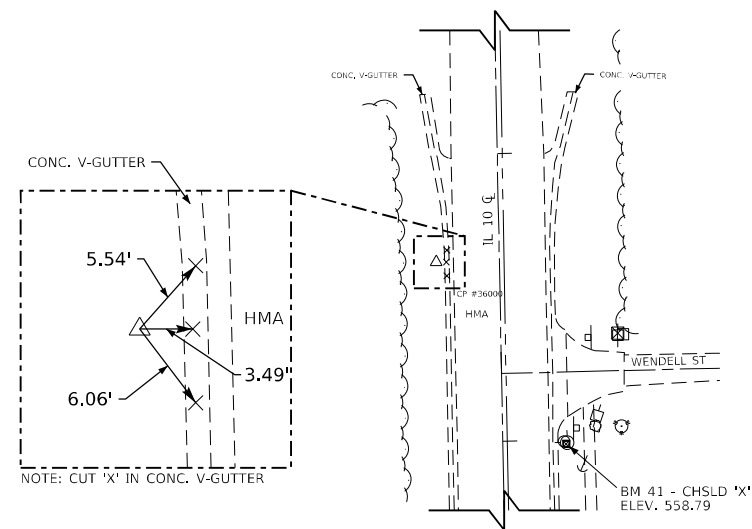 CONC. V-GUTTER
CONC. V-GUTTER
CONC. V-GUTTER
5.54'
HMA
3.49'
6.06'
NOTE: CUT 'X' IN CONC. V-GUTTER
IL 10 ℄
CP #36000
HMA
WENDELL ST
BM 41 - CHSLD 'X'
ELEV. 558.79